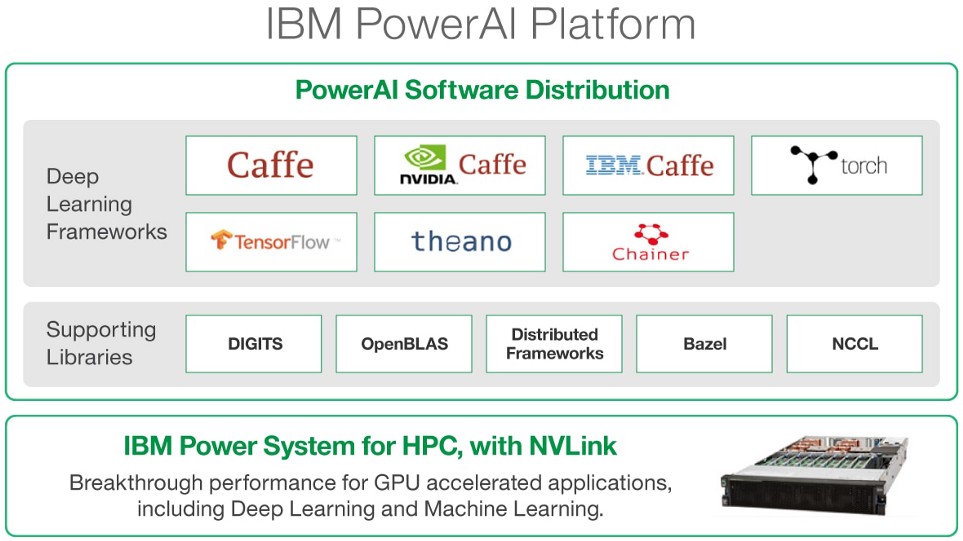 IBM PowerAI Platform
PowerAI Software Distribution
Deep
Learning
Frameworks
Caffe
NVIDIA. Caffe
IBM. Caffe
torch
TensorFlow™
theano
Chainer
Supporting
Libraries
DIGITS
OpenBLAS
Distributed
Frameworks
Bazel
NCCL
IBM Power System for HPC, with NVLink
Breakthrough performance for GPU accelerated applications,
including Deep Learning and Machine Learning.